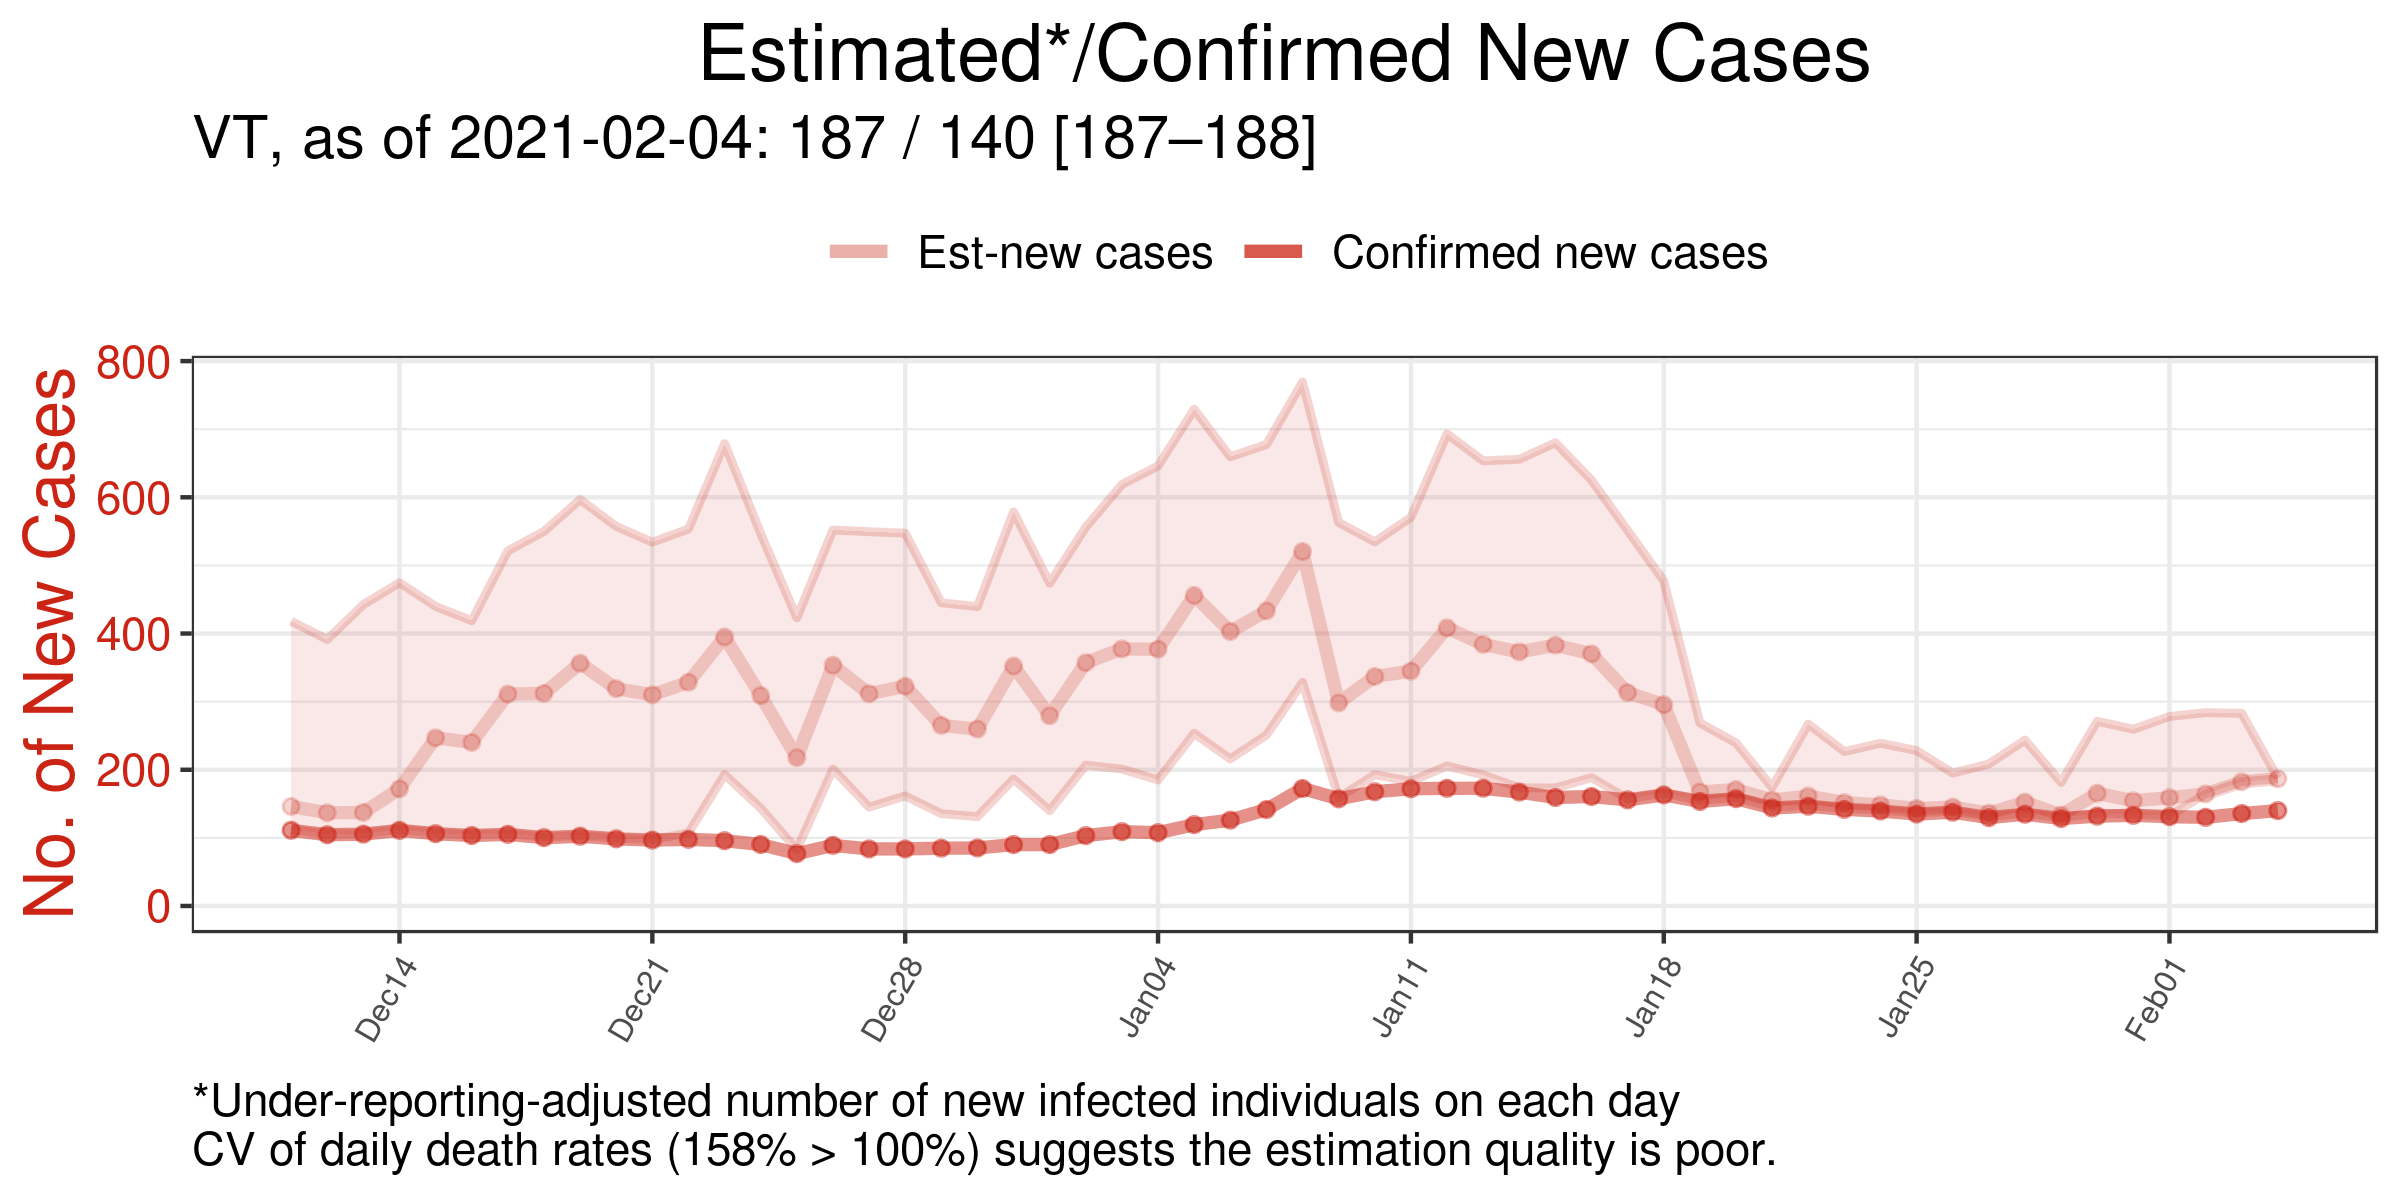 Estimated*/Confirmed New Cases
VT, as of 2021-02-04: 187 / 140 [187–188]
Est-new cases
Confirmed new cases
No. of New Cases
800
600
400
200
0
Dec14
Dec21
Dec28
Jan04
Jan11
Jan18
Jan25
Feb01
*Under-reporting-adjusted number of new infected individuals on each day
CV of daily death rates (158% > 100%) suggests the estimation quality is poor.